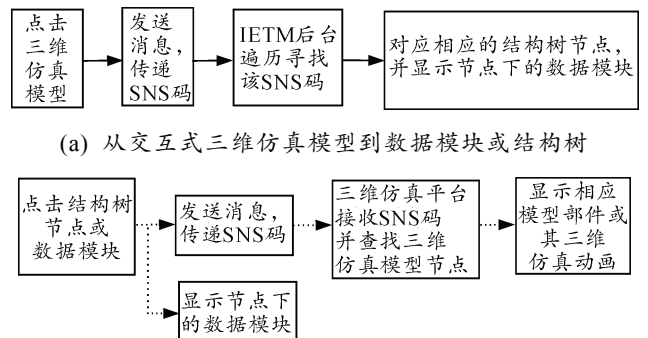 点击
三维
仿真
模型
发送
消息，
传递
SNS码
IETM后台
遍历寻找
该SNS码
对应相应的结构树节点，
并显示节点下的数据模块
(a) 从交互式三维仿真模型到数据模块或结构树
点击结构树
节点或
数据模块
发送消息，
传递SNS码
三维仿真平台
接收SNS码
并查找三维
仿真模型节点
显示相应
模型部件或
其三维
仿真动画
显示节点下
的数据模块